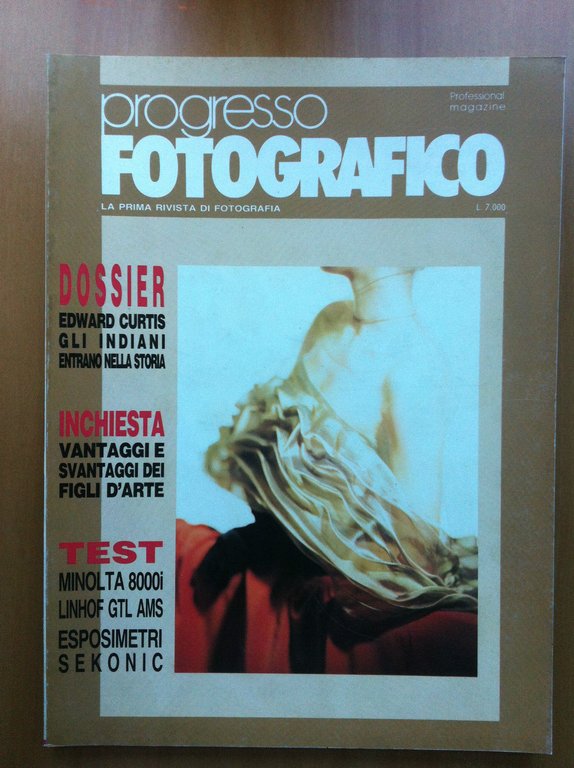 progresso
FOTOGRAFICO
Professional
magazine
LA PRIMA RIVISTA DI FOTOGRAFIA
L. 7.000
DOSSIER
EDWARD CURTIS
GLI INDIANI
ENTRANO NELLA STORIA
INCHIESTA
VANTAGGI E
SVANTAGGI DEI
FIGLI D'ARTE
TEST
MINOLTA 8000i
LINHOF GTL AMS
ESPOSIMETRI
SEKONIC